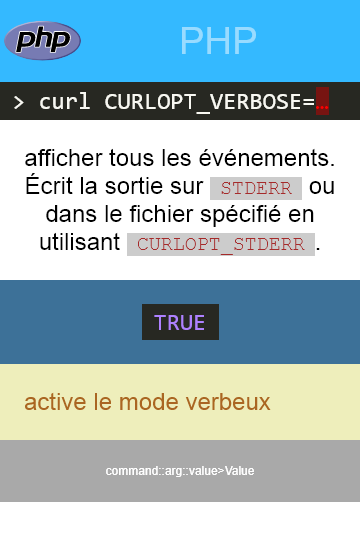 php PHP
> curl CURLOPT_VERBOSE=…
afficher tous les événements.
Écrit la sortie sur STDERR ou
dans le fichier spécifié en
utilisant CURLOPT_STDERR.
TRUE
active le mode verbeux
command::arg::value>Value